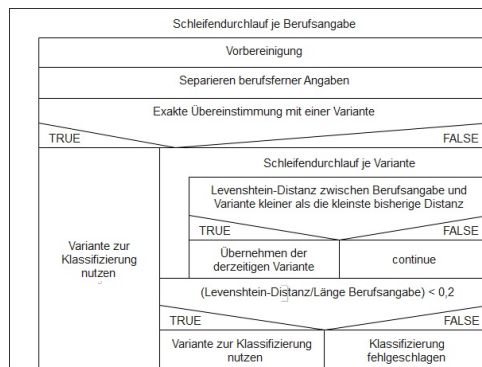 Schleifendurchlauf je Berufsangabe
Vorbereinigung
Separieren berufsferner Angaben
Exakte Übereinstimmung mit einer Variante
TRUE
FALSE
Variante zur
Klassifizierung
nutzen
Schleifendurchlauf je Variante
Levenshtein-Distanz zwischen Berufsangabe und
Variante kleiner als die kleinste bisherige Distanz
TRUE
FALSE
Übernehmen der
derzeitigen Variante
continue
(Levenshtein-Distanz/Länge Berufsangabe) < 0,2
TRUE
FALSE
Variante zur Klassifizierung
nutzen
Klassifizierung
fehlgeschlagen